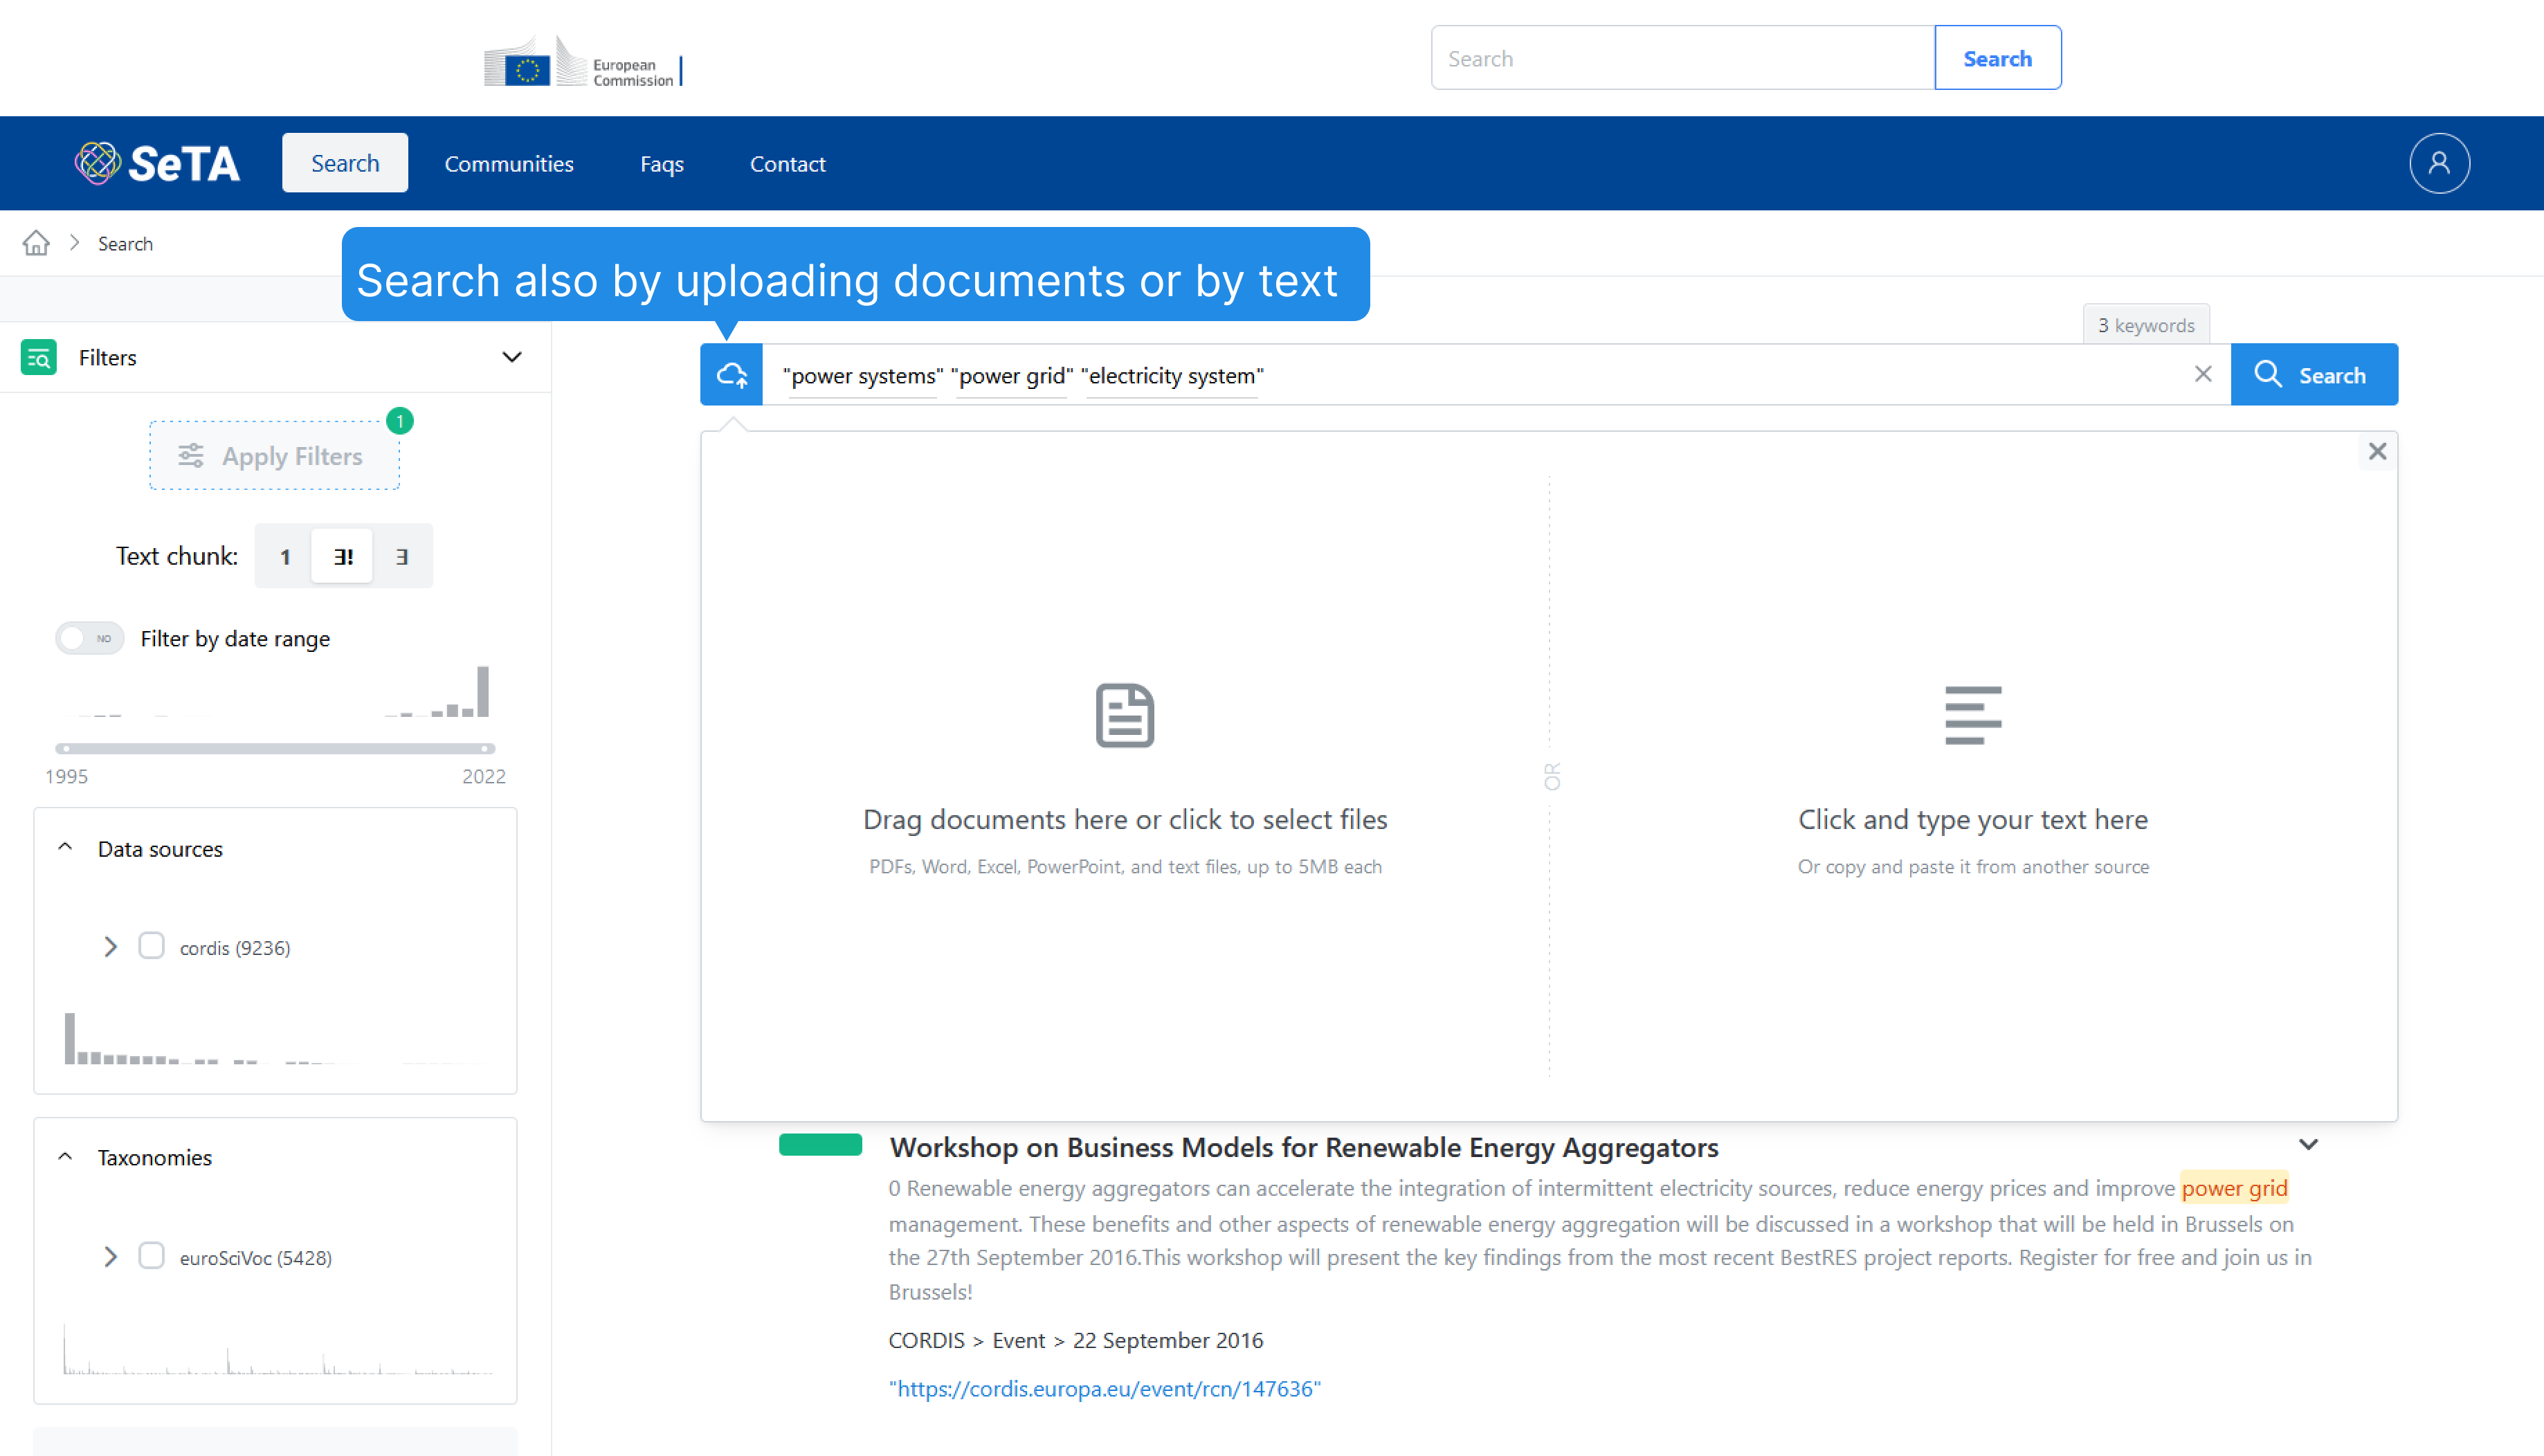 European
Commission
Search
Search
SeTA
Search
Communities
Faqs
Contact
Search
Search also by uploading documents or by text
3 keywords
Filters
"power systems" "power grid" "electricity system"
Search
1
Apply Filters
Text chunk:
1
∃!
∃
NO
Filter by date range
1995
2022
OR
Drag documents here or click to select files
PDFs, Word, Excel, PowerPoint, and text files, up to 5MB each
Click and type your text here
Or copy and paste it from another source
Data sources
cordis (9236)
Taxonomies
euroSciVoc (5428)
Workshop on Business Models for Renewable Energy Aggregators
0 Renewable energy aggregators can accelerate the integration of intermittent electricity sources, reduce energy prices and improve power grid
management. These benefits and other aspects of renewable energy aggregation will be discussed in a workshop that will be held in Brussels on
the 27th September 2016.This workshop will present the key findings from the most recent BestRES project reports. Register for free and join us in
Brussels!
CORDIS > Event > 22 September 2016
"https://cordis.europa.eu/event/rcn/147636"